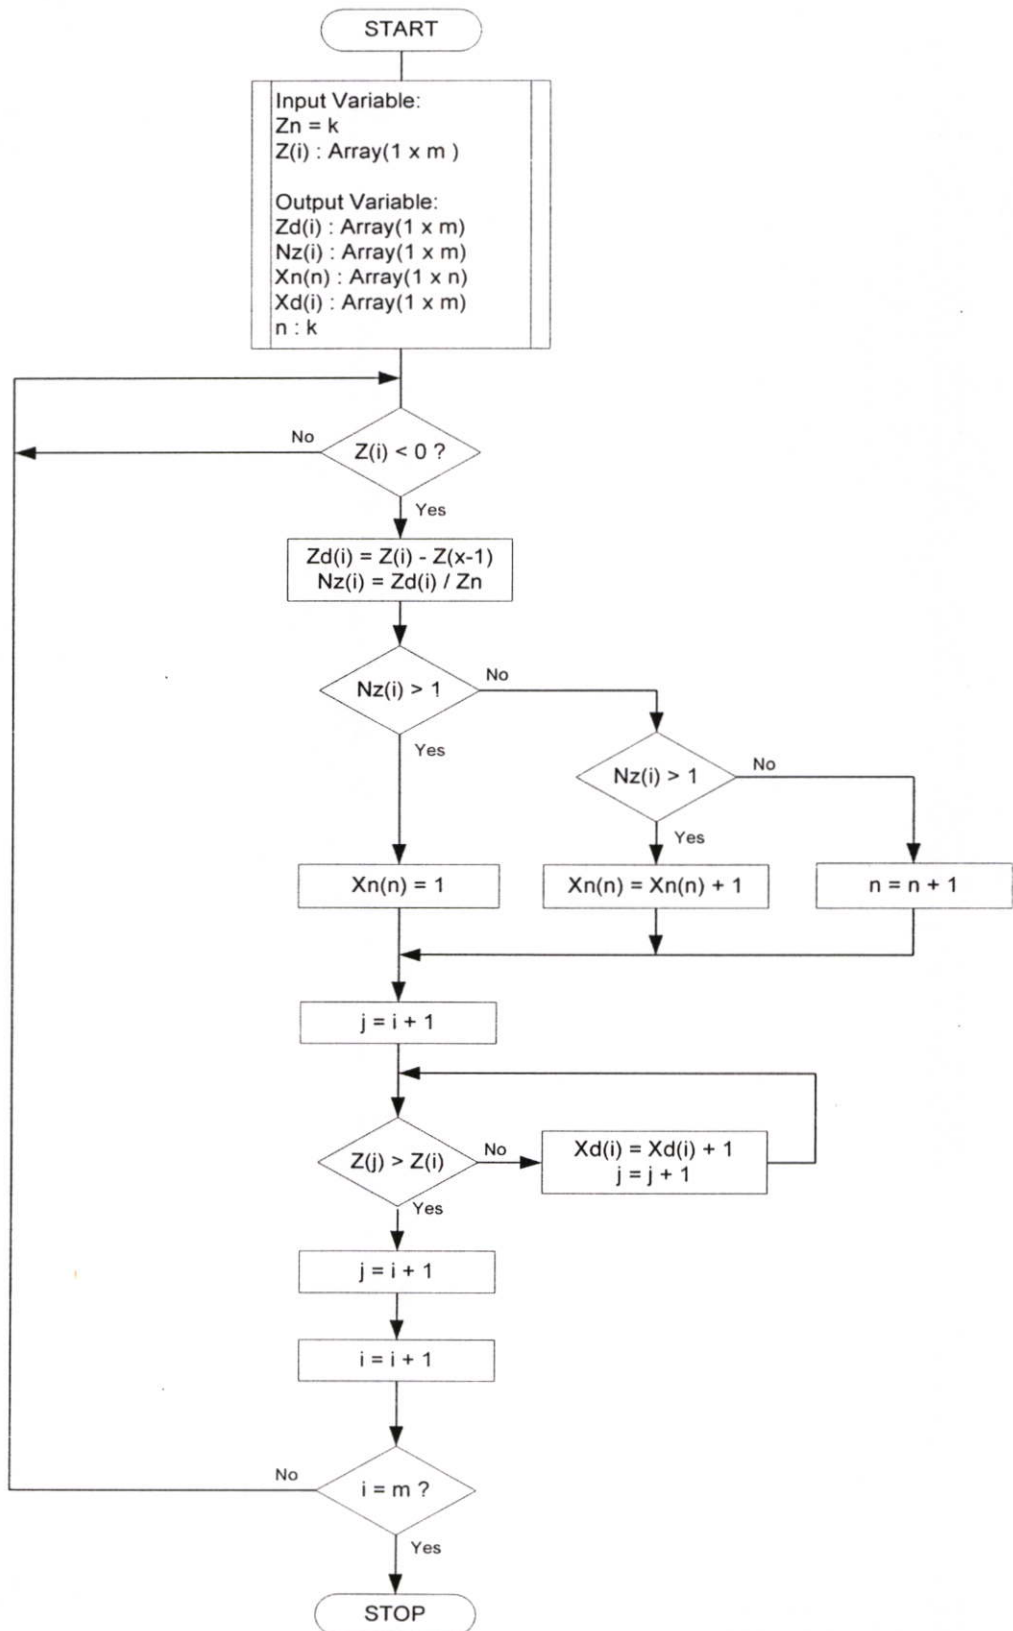 START
Input Variable:
Zn = k
Z(i) : Array(1 x m )
Output Variable:
Zd(i) : Array(1 x m)
Nz(i) : Array(1 x m)
Xn(n) : Array(1 x n)
Xd(i) : Array(1 x m)
n : k
No
Z(i) < 0 ?
Yes
Zd(i) = Z(i) - Z(x-1)
Nz(i) = Zd(i) / Zn
Nz(i) > 1
No
Yes
Nz(i) > 1
No
Yes
Xn(n) = 1
Xn(n) = Xn(n) + 1
n = n + 1
j = i + 1
Z(j) > Z(i)
No
Xd(i) = Xd(i) + 1
j = j + 1
Yes
j = i + 1
i = i + 1
No
i = m ?
Yes
STOP